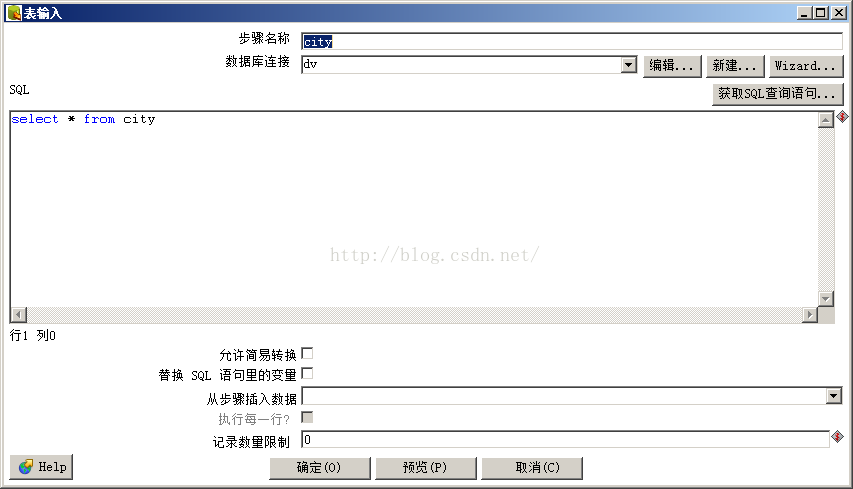 表输入
步骤名称 city
数据库连接 dv 编辑... 新建... Wizard...
SQL 获取SQL查询语句...
select * from city
http://blog.csdn.net/
行1 列0
允许简易转换
替换 SQL 语句里的变量
从步骤插入数据
执行每一行?
记录数量限制 0
Help 确定(O) 预览(P) 取消(C)